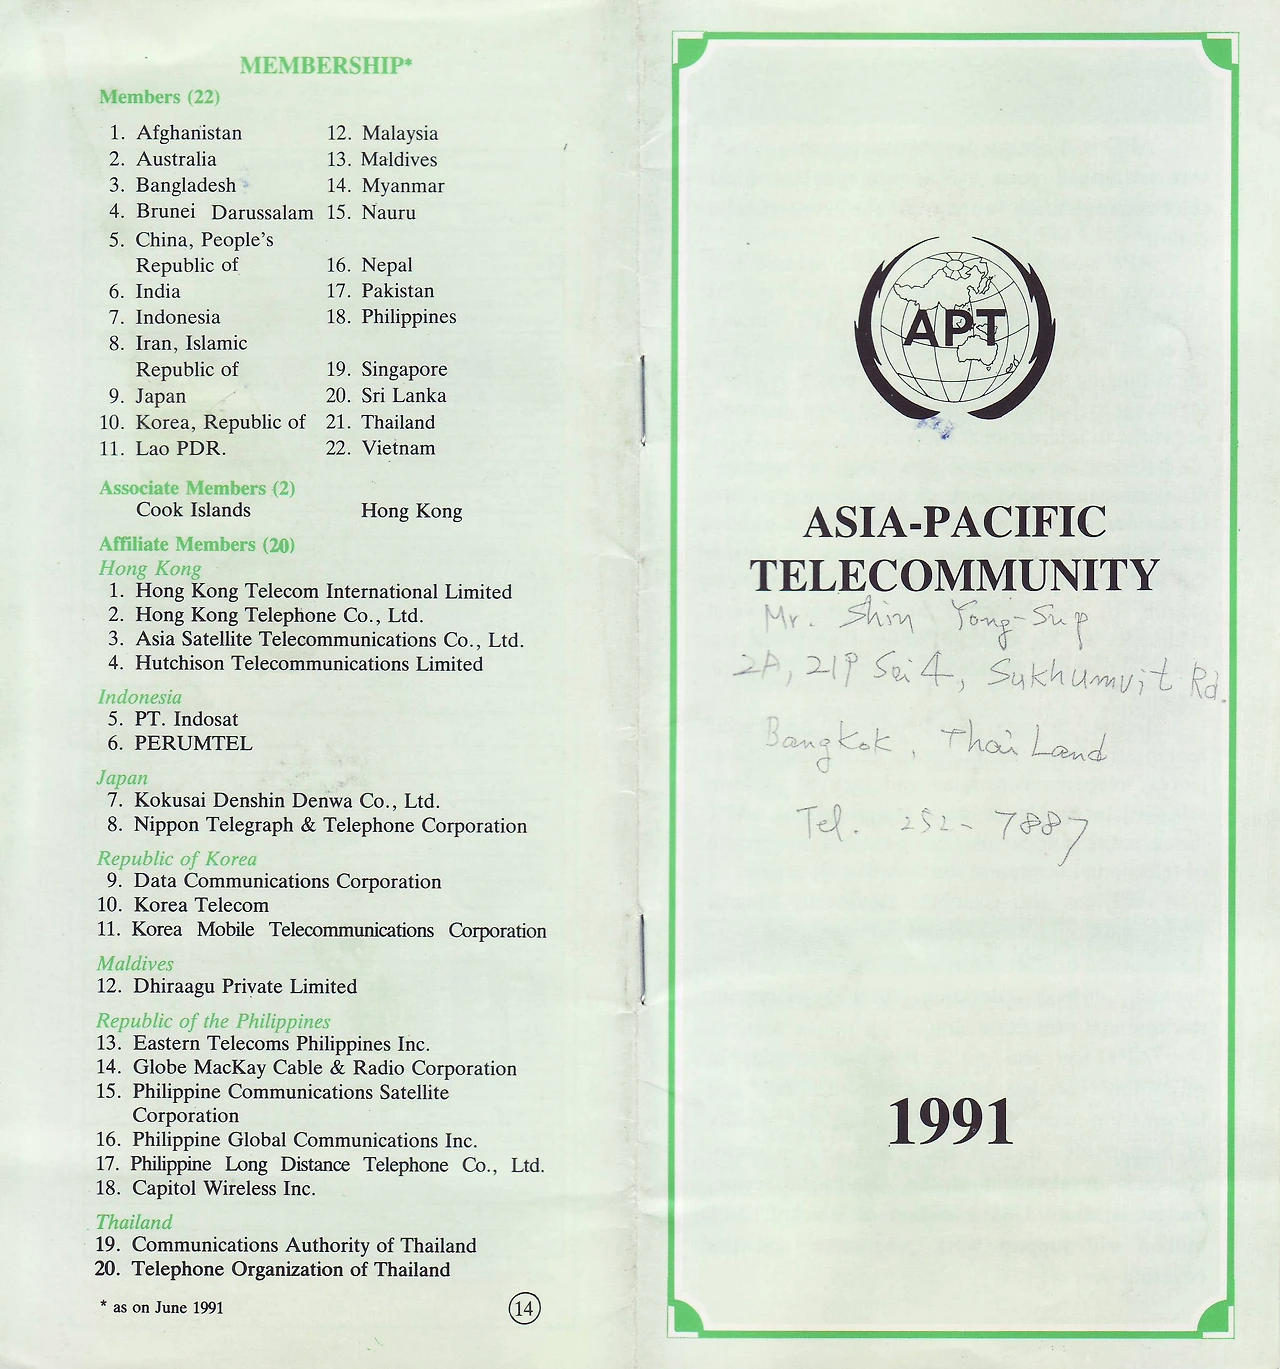 MEMBERSHIP*
Members (22)
1. Afghanistan
2. Australia
3. Bangladesh
4. Brunei Darussalam
5. China, People's
Republic of
6. India
7. Indonesia
8. Iran, Islamic
Republic of
9. Japan
10. Korea, Republic of
11. Lao PDR.
12. Malaysia
13. Maldives
14. Myanmar
15. Nauru
16. Nepal
17. Pakistan
18. Philippines
19. Singapore
20. Sri Lanka
21. Thailand
22. Vietnam
Associate Members (2)
Cook Islands Hong Kong
Affiliate Members (20)
Hong Kong
1. Hong Kong Telecom International Limited
2. Hong Kong Telephone Co., Ltd.
3. Asia Satellite Telecommunications Co., Ltd.
4. Hutchison Telecommunications Limited
Indonesia
5. PT. Indosat
6. PERUMTEL
Japan
7. Kokusai Denshin Denwa Co., Ltd.
8. Nippon Telegraph & Telephone Corporation
Republic of Korea
9. Data Communications Corporation
10. Korea Telecom
11. Korea Mobile Telecommunications Corporation
Maldives
12. Dhiraagu Private Limited
Republic of the Philippines
13. Eastern Telecoms Philippines Inc.
14. Globe MacKay Cable & Radio Corporation
15. Philippine Communications Satellite
Corporation
16. Philippine Global Communications Inc.
17. Philippine Long Distance Telephone Co., Ltd.
18. Capitol Wireless Inc.
Thailand
19. Communications Authority of Thailand
20. Telephone Organization of Thailand
* as on June 1991
14
APT
ASIA-PACIFIC
TELECOMMUNITY
Mr. Shin Yong-Sup
2A, Soi 4, Sukhumvit Rd.
Bangkok, Thailand
Tel. 252-7887
1991